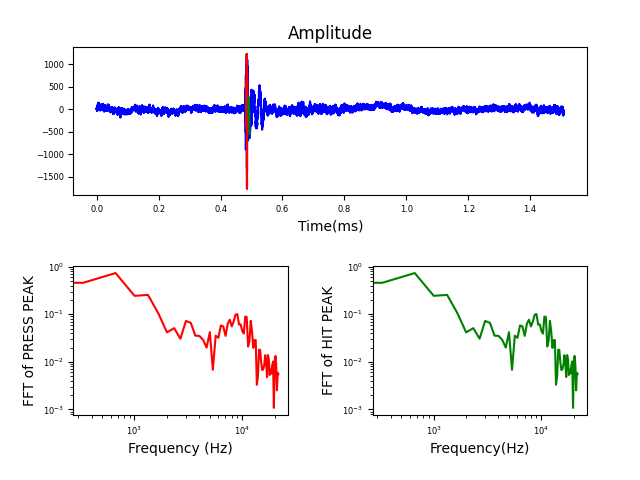 Amplitude
1000
500
0
−500
−1000
−1500
0.0 0.2 0.4 0.6 0.8 1.0 1.2 1.4
Time(ms)
FFT of PRESS PEAK
10⁰
10⁻¹
10⁻²
10⁻³
10³ 10⁴
Frequency (Hz)
FFT of HIT PEAK
10⁰
10⁻¹
10⁻²
10⁻³
10³ 10⁴
Frequency(Hz)